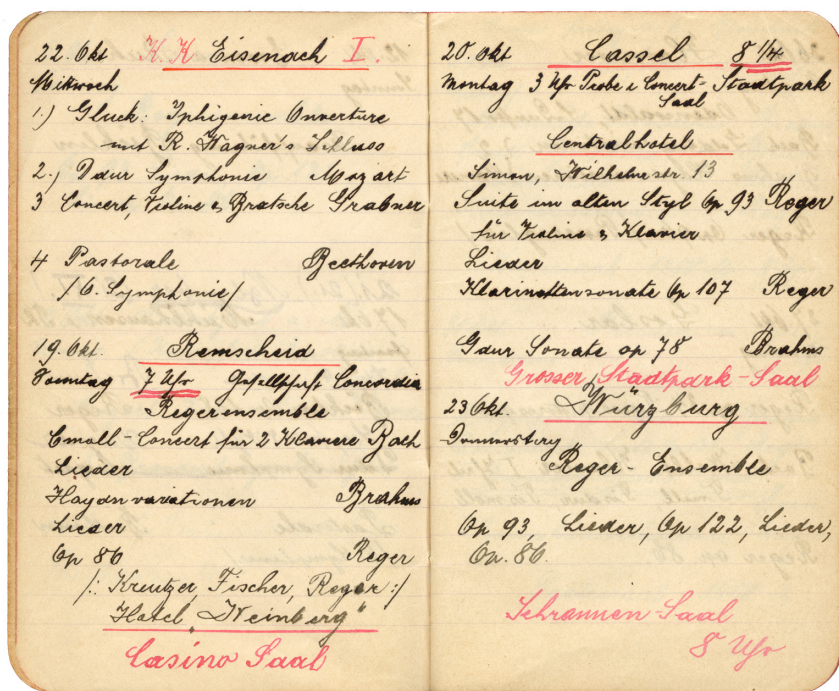 22. Okt K. K Eisenach I.
Mittwoch
1.) Gluck: Iphigenie Ouverture
mit R. Wagner's Schluss
2.) Ddur Symphonie Mozart
3 Concert, Violine & Bratsche Grabner
4 Pastorale Beethoven
/6. Symphonie/
19. Okt. Remscheid
Sonntag 7 Uhr Gesellschaft Concordia
Regerensemble
Cmoll-Concert für 2 Klaviere Bach
Lieder
Haydnvariationen Brahms
Lieder
Op 86 Reger
/: Kreutzer, Fischer, Reger :/
Hotel „Weinberg"
Casino Saal
20. Okt Cassel 8 1/4
Montag 3 Uhr Probe i Concert-Stadtpark
Saal
Centralhotel
Simon, Wilhelmstr. 13
Suite im alten Styl Op 93 Reger
für Violine & Klavier
Lieder
Klarinettensonate Op 107 Reger
Gdur Sonate op 78 Brahms
Grosser Stadtpark-Saal
23 Okt Würzburg
Donnerstag
Reger-Ensemble
Op 93, Lieder, Op 122, Lieder,
Op. 86.
Schrannen-Saal
8 Uhr